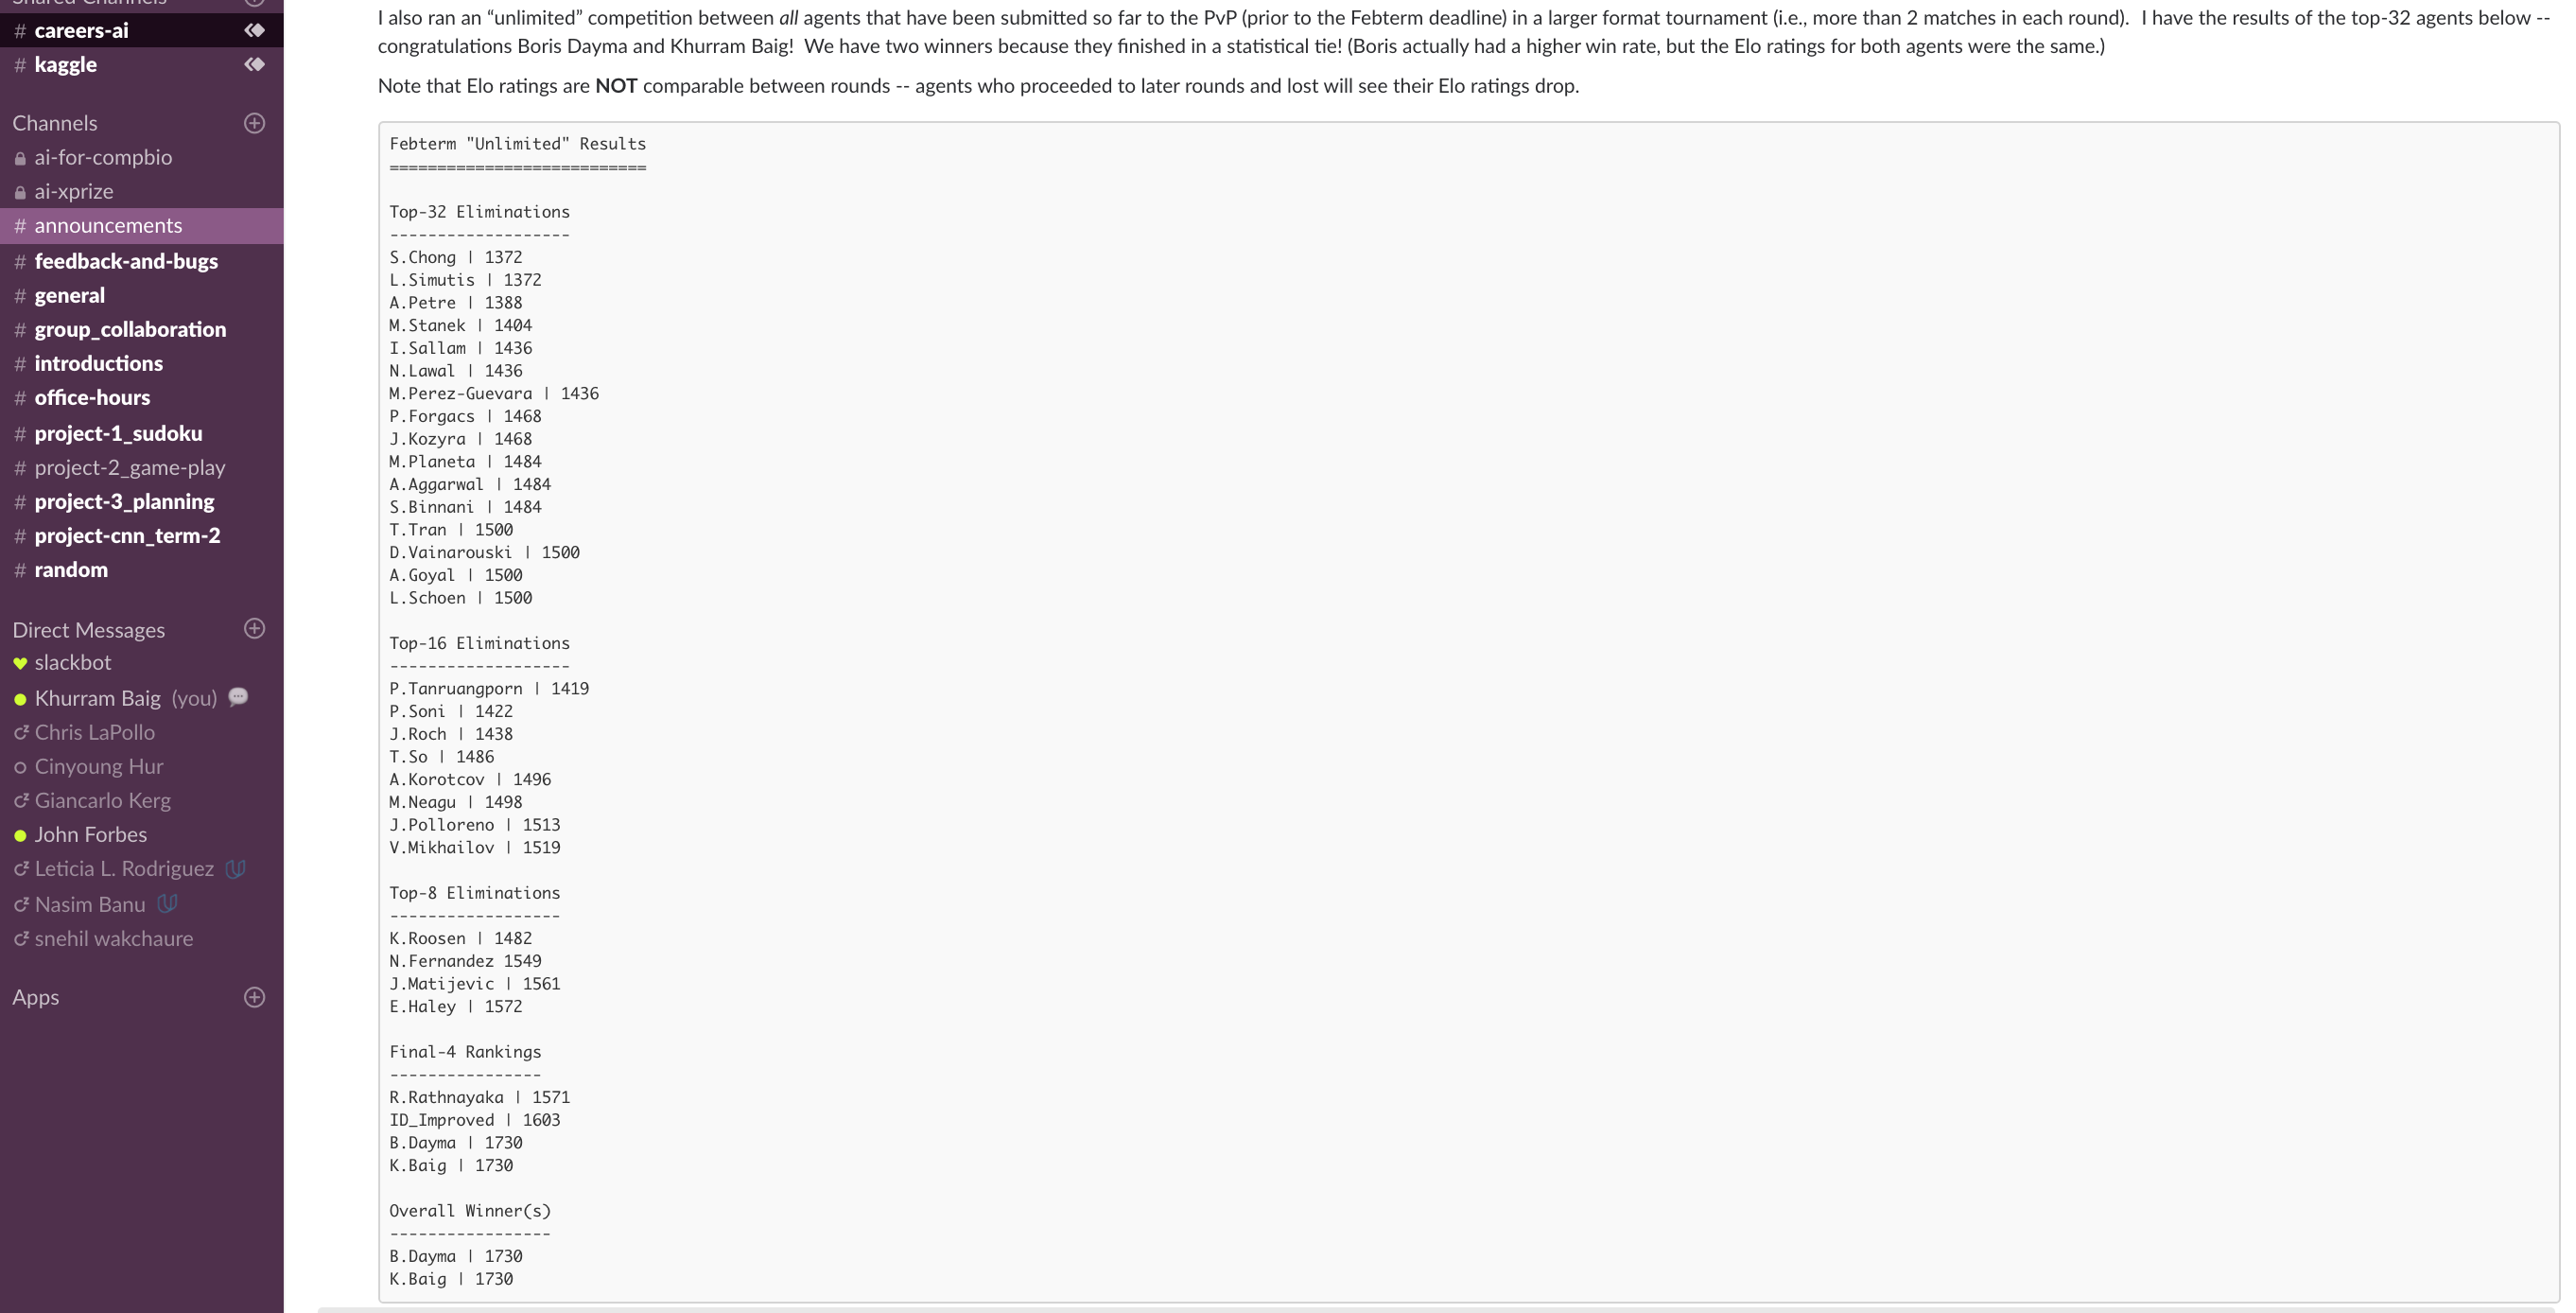 Shared Channels
# careers-ai
# kaggle
Channels
ai-for-compbio
ai-xprize
# announcements
# feedback-and-bugs
# general
# group_collaboration
# introductions
# office-hours
# project-1_sudoku
# project-2_game-play
# project-3_planning
# project-cnn_term-2
# random
Direct Messages
slackbot
Khurram Baig (you)
Chris LaPollo
Cinyoung Hur
Giancarlo Kerg
John Forbes
Leticia L. Rodriguez
Nasim Banu
snehil wakchaure
Apps
I also ran an “unlimited” competition between all agents that have been submitted so far to the PvP (prior to the Febterm deadline) in a larger format tournament (i.e., more than 2 matches in each round). I have the results of the top-32 agents below --
congratulations Boris Dayma and Khurram Baig! We have two winners because they finished in a statistical tie! (Boris actually had a higher win rate, but the Elo ratings for both agents were the same.)
Note that Elo ratings are NOT comparable between rounds -- agents who proceeded to later rounds and lost will see their Elo ratings drop.
Febterm "Unlimited" Results
===========================
Top-32 Eliminations
-------------------
S.Chong | 1372
L.Simutis | 1372
A.Petre | 1388
M.Stanek | 1404
I.Sallam | 1436
N.Lawal | 1436
M.Perez-Guevara | 1436
P.Forgacs | 1468
J.Kozyra | 1468
M.Planeta | 1484
A.Aggarwal | 1484
S.Binnani | 1484
T.Tran | 1500
D.Vainarouski | 1500
A.Goyal | 1500
L.Schoen | 1500
Top-16 Eliminations
-------------------
P.Tanruangporn | 1419
P.Soni | 1422
J.Roch | 1438
T.So | 1486
A.Korotcov | 1496
M.Neagu | 1498
J.Polloreno | 1513
V.Mikhailov | 1519
Top-8 Eliminations
------------------
K.Roosen | 1482
N.Fernandez 1549
J.Matijevic | 1561
E.Haley | 1572
Final-4 Rankings
----------------
R.Rathnayaka | 1571
ID_Improved | 1603
B.Dayma | 1730
K.Baig | 1730
Overall Winner(s)
-----------------
B.Dayma | 1730
K.Baig | 1730